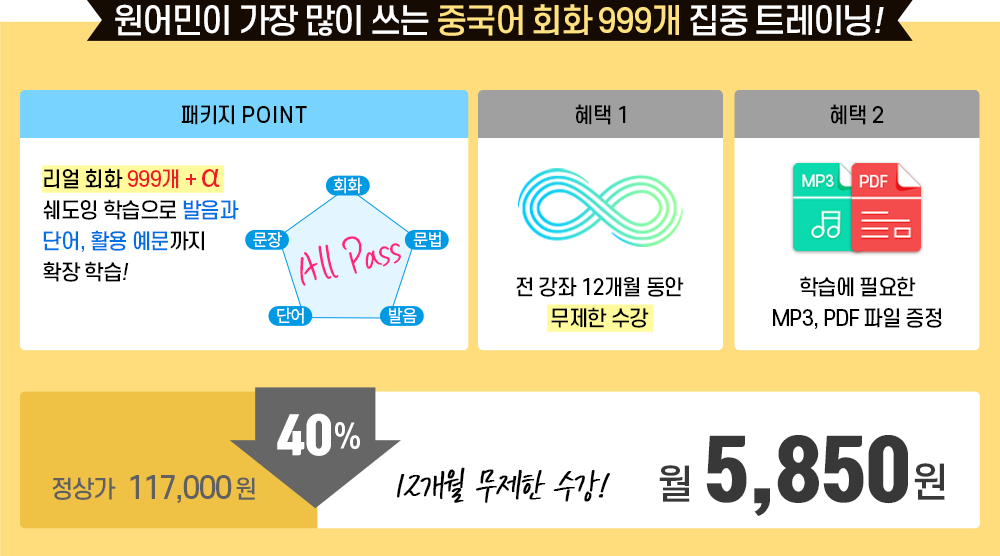 원어민이 가장 많이 쓰는 중국어 회화 999개 집중 트레이닝!
패키지 POINT
리얼 회화 999개 + α
쉐도잉 학습으로 발음과
단어, 활용 예문까지
확장 학습!
회화
문장
문법
All Pass
단어
발음
혜택 1
전 강좌 12개월 동안
무제한 수강
혜택 2
MP3
PDF
학습에 필요한
MP3, PDF 파일 증정
정상가 117,000원
40%
12개월 무제한 수강!
월 5,850원